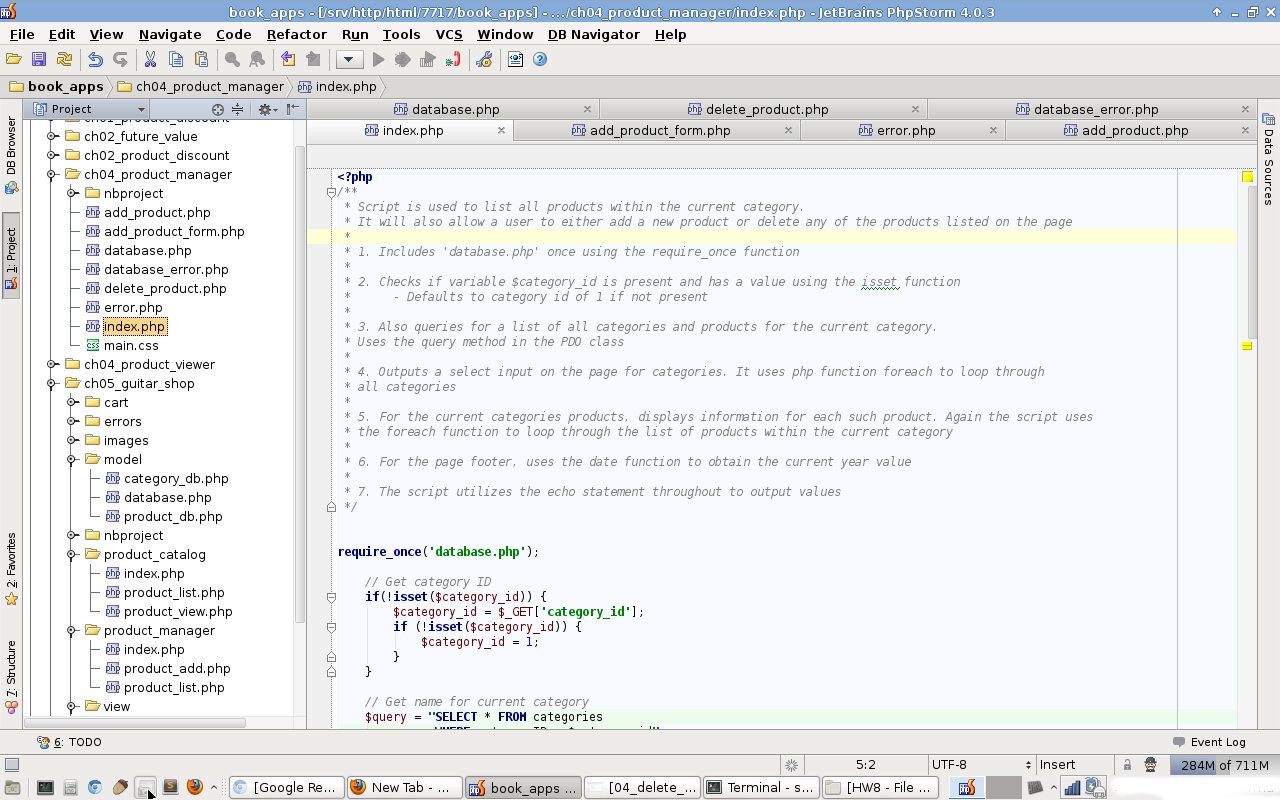 book_apps - [/srv/http/html/7717/book_apps] - .../ch04_product_manager/index.php - JetBrains PhpStorm 4.0.3
File Edit View Navigate Code Refactor Run Tools VCS Window DB Navigator Help
book_apps ch04_product_manager index.php
Project
database.php delete_product.php database_error.php
index.php add_product_form.php error.php add_product.php
DB Browser
1: Project
2: Favorites
7: Structure
Data Sources
ch01_product_discount
ch02_future_value
ch02_product_discount
ch04_product_manager
nbproject
add_product.php
add_product_form.php
database.php
database_error.php
delete_product.php
error.php
index.php
main.css
ch04_product_viewer
ch05_guitar_shop
cart
errors
images
model
category_db.php
database.php
product_db.php
nbproject
product_catalog
index.php
product_list.php
product_view.php
product_manager
index.php
product_add.php
product_list.php
view
<?php
/**
* Script is used to list all products within the current category.
* It will also allow a user to either add a new product or delete any of the products listed on the page
*
* 1. Includes 'database.php' once using the require_once function
*
* 2. Checks if variable $category_id is present and has a value using the isset function
* - Defaults to category id of 1 if not present
*
* 3. Also queries for a list of all categories and products for the current category.
* Uses the query method in the PDO class
*
* 4. Outputs a select input on the page for categories. It uses php function foreach to loop through
* all categories
*
* 5. For the current categories products, displays information for each such product. Again the script uses
* the foreach function to loop through the list of products within the current category
*
* 6. For the page footer, uses the date function to obtain the current year value
*
* 7. The script utilizes the echo statement throughout to output values
*/
require_once('database.php');
// Get category ID
if(!isset($category_id)) {
$category_id = $_GET['category_id'];
if (!isset($category_id)) {
$category_id = 1;
}
}
// Get name for current category
$query = "SELECT * FROM categories
6: TODO
Event Log
5:2 UTF-8 Insert 284M of 711M
[Google Re... New Tab - ... book_apps ... [04_delete_... Terminal - s... [HW8 - File ...